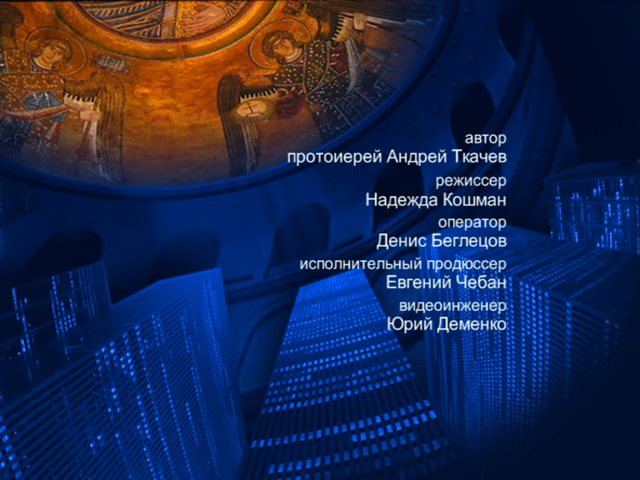 автор
протоиерей Андрей Ткачев
режиссер
Надежда Кошман
оператор
Денис Беглецов
исполнительный продюссер
Евгений Чебан
видеоинженер
Юрий Деменко